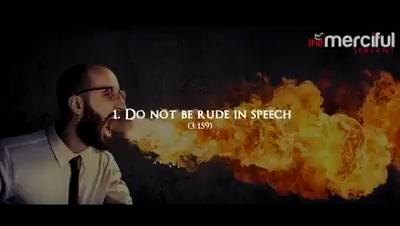 the merciful
SERVANT
1. DO NOT BE RUDE IN SPEECH
(3:159)